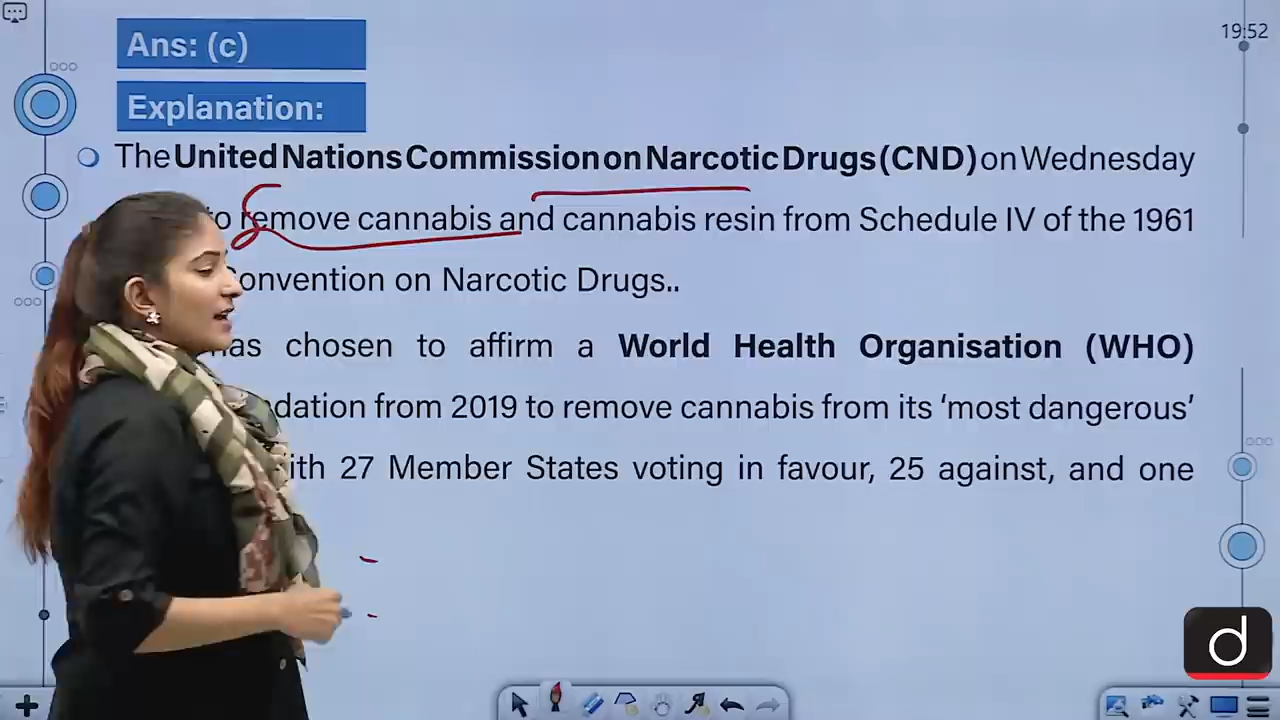 19:52
Ans: (c)
Explanation:
The United Nations Commission on Narcotic Drugs (CND) on Wednesday
to remove cannabis and cannabis resin from Schedule IV of the 1961
onvention on Narcotic Drugs..
has chosen to affirm a World Health Organisation (WHO)
dation from 2019 to remove cannabis from its ‘most dangerous’
ith 27 Member States voting in favour, 25 against, and one
d